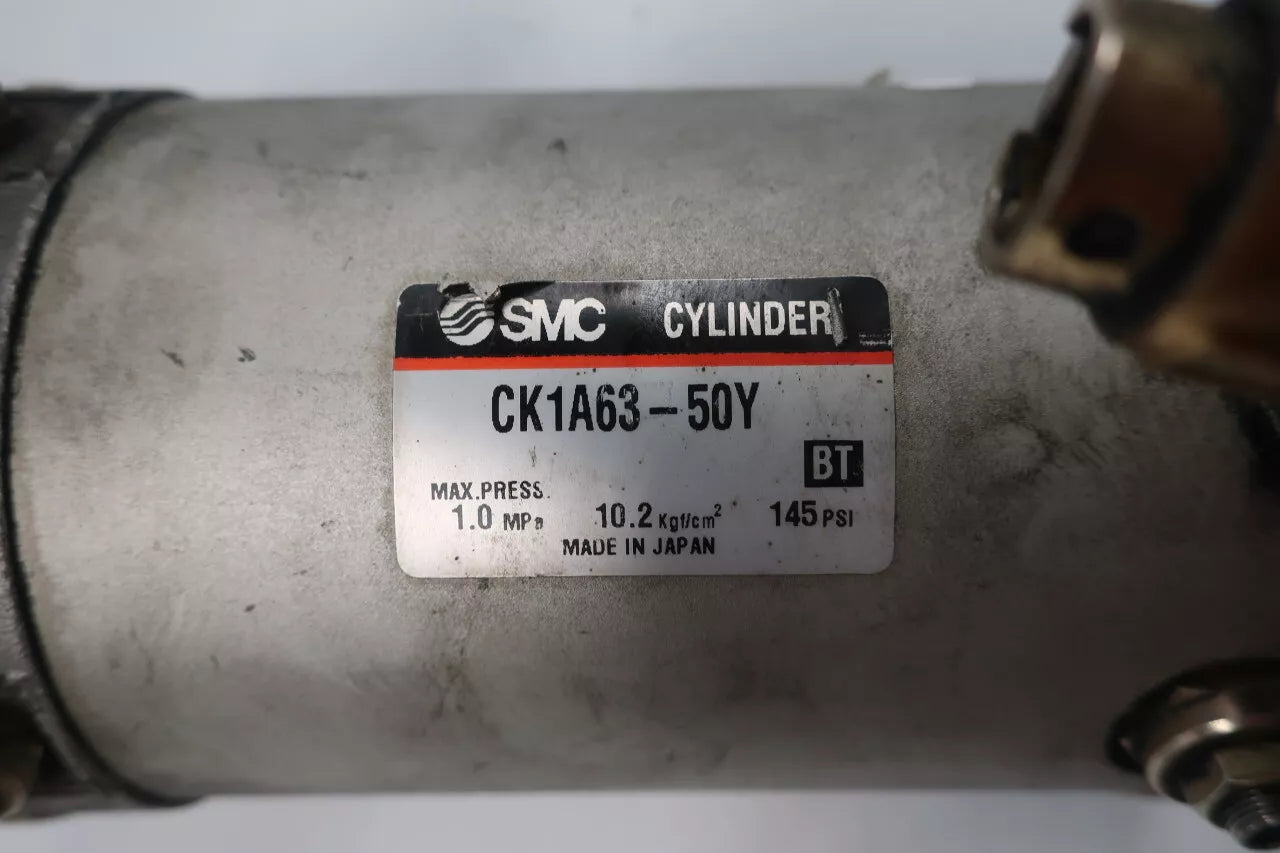 SMC CYLINDER
CK1A63-50Y
BT
MAX.PRESS.
1.0 MPa 10.2 Kgf/cm² 145 PSI
MADE IN JAPAN